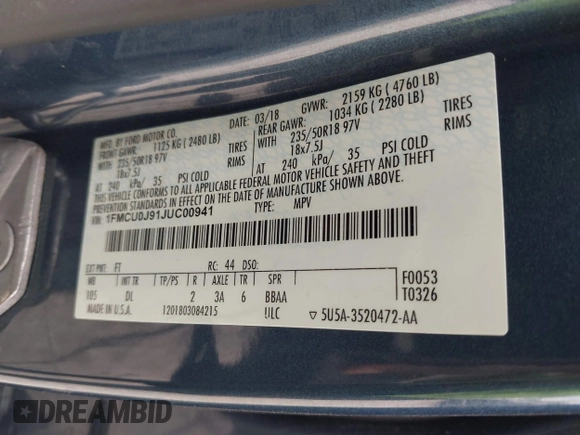 MFD. BY FORD MOTOR CO.
DATE: 03/18 GVWR: 2159 KG ( 4760 LB)
FRONT GAWR: 1125 KG ( 2480 LB) REAR GAWR: 1034 KG ( 2280 LB)
WITH 235/50R18 97V TIRES WITH 235/50R18 97V TIRES
18x7.5J RIMS 18x7.5J RIMS
AT 240 kPa/ 35 PSI COLD AT 240 kPa/ 35 PSI COLD
THIS VEHICLE CONFORMS TO ALL APPLICABLE FEDERAL MOTOR VEHICLE SAFETY AND THEFT
PREVENTION STANDARDS IN EFFECT ON THE DATE OF MANUFACTURE SHOWN ABOVE.
VIN: 1FMCU0J91JUC00941 TYPE: MPV
EXT PNT: FT RC: 44 DSO:
WB INT TR TP/PS R AXLE TR SPR
105 DL 2 3A 6 BBAA
F0053
T0326
MADE IN U.S.A. 1201803084215 ULC ▽ 5U5A-3520472-AA
DREAMBID